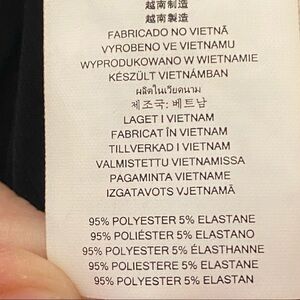 越南制造
越南製造
FABRICADO NO VIETNÃ
VYROBENO VE VIETNAMU
WYPRODUKOWANO W WIETNAMIE
KÉSZÜLT VIETNÁMBAN
ผลิตในเวียดนาม
제조국: 베트남
LAGET I VIETNAM
FABRICAT ÎN VIETNAM
TILLVERKAD I VIETNAM
VALMISTETTU VIETNAMISSA
PAGAMINTA VIETNAME
IZGATAVOTS VJETNAMĀ
95% POLYESTER 5% ELASTANE
95% POLIÉSTER 5% ELASTANO
95% POLYESTER 5% ÉLASTHANNE
95% POLIESTERE 5% ELASTANE
95% POLYESTER 5% ELASTAN